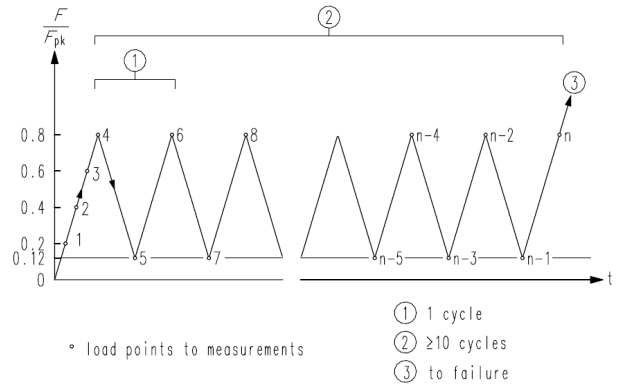 F
Fpk
2
1
3
0.8
4
6
8
n-4
n-2
n
0.6
3
0.4
2
0.2
1
0.12
5
7
n-5
n-3
n-1
0
t
1 1 cycle
° load points to measurements
2 ≥10 cycles
3 to failure